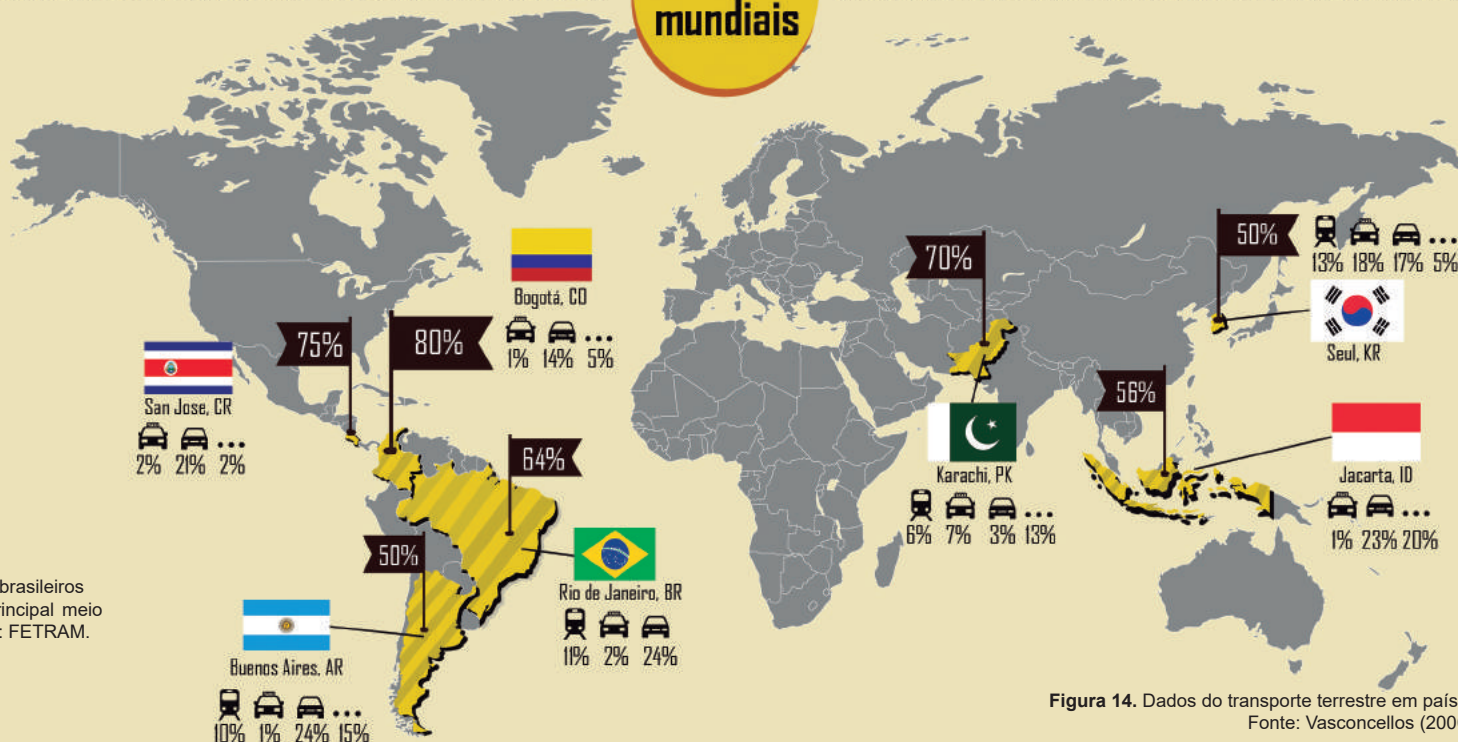 mundiais
Bogotá, CO
1% 14% 5%
80%
75%
San Jose, CR
2% 21% 2%
64%
Rio de Janeiro, BR
11% 2% 24%
50%
Buenos Aires, AR
10% 1% 24% 15%
70%
Karachi, PK
6% 7% 3% 13%
50%
13% 18% 17% 5%
Seul, KR
56%
Jacarta, ID
1% 23% 20%
brasileiros
meio
: FETRAM.
Figura 14. Dados do transporte terrestre em
Fonte: Vasconcellos